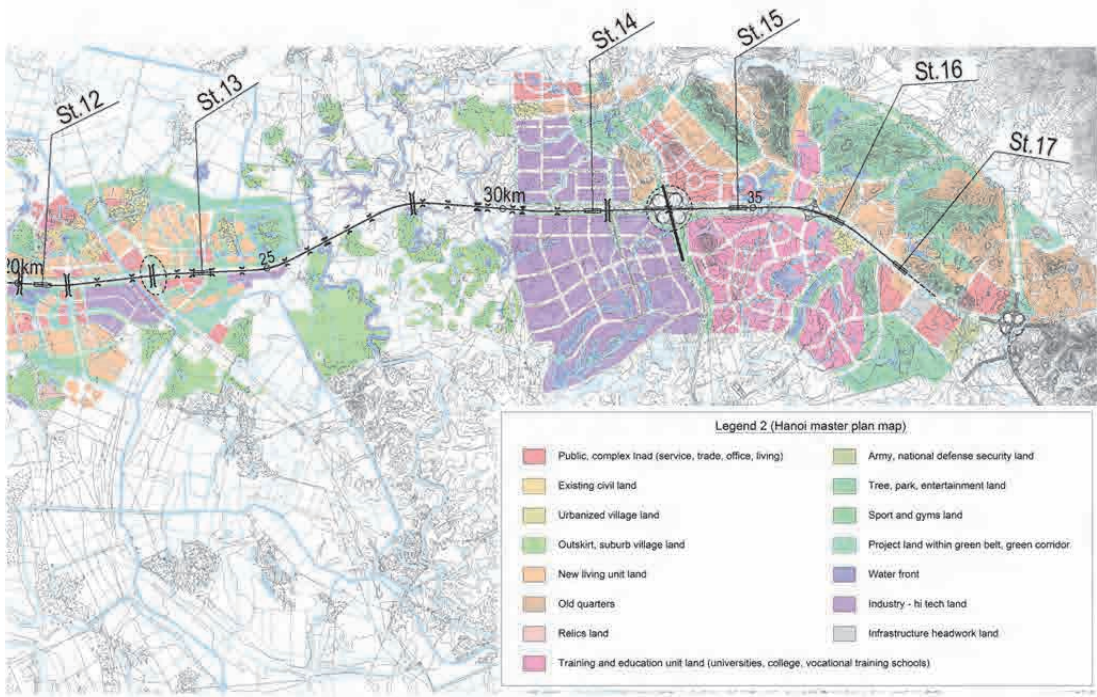 St.12
St.13
St.14
St.15
St.16
St.17
20km
25
30km
35
Legend 2 (Hanoi master plan map)
Public, complex lnad (service, trade, office, living)
Existing civil land
Urbanized village land
Outskirt, suburb village land
New living unit land
Old quarters
Relics land
Training and education unit land (universities, college, vocational training schools)
Army, national defense security land
Tree, park, entertainment land
Sport and gyms land
Project land within green belt, green corridor
Water front
Industry - hi tech land
Infrastructure headwork land